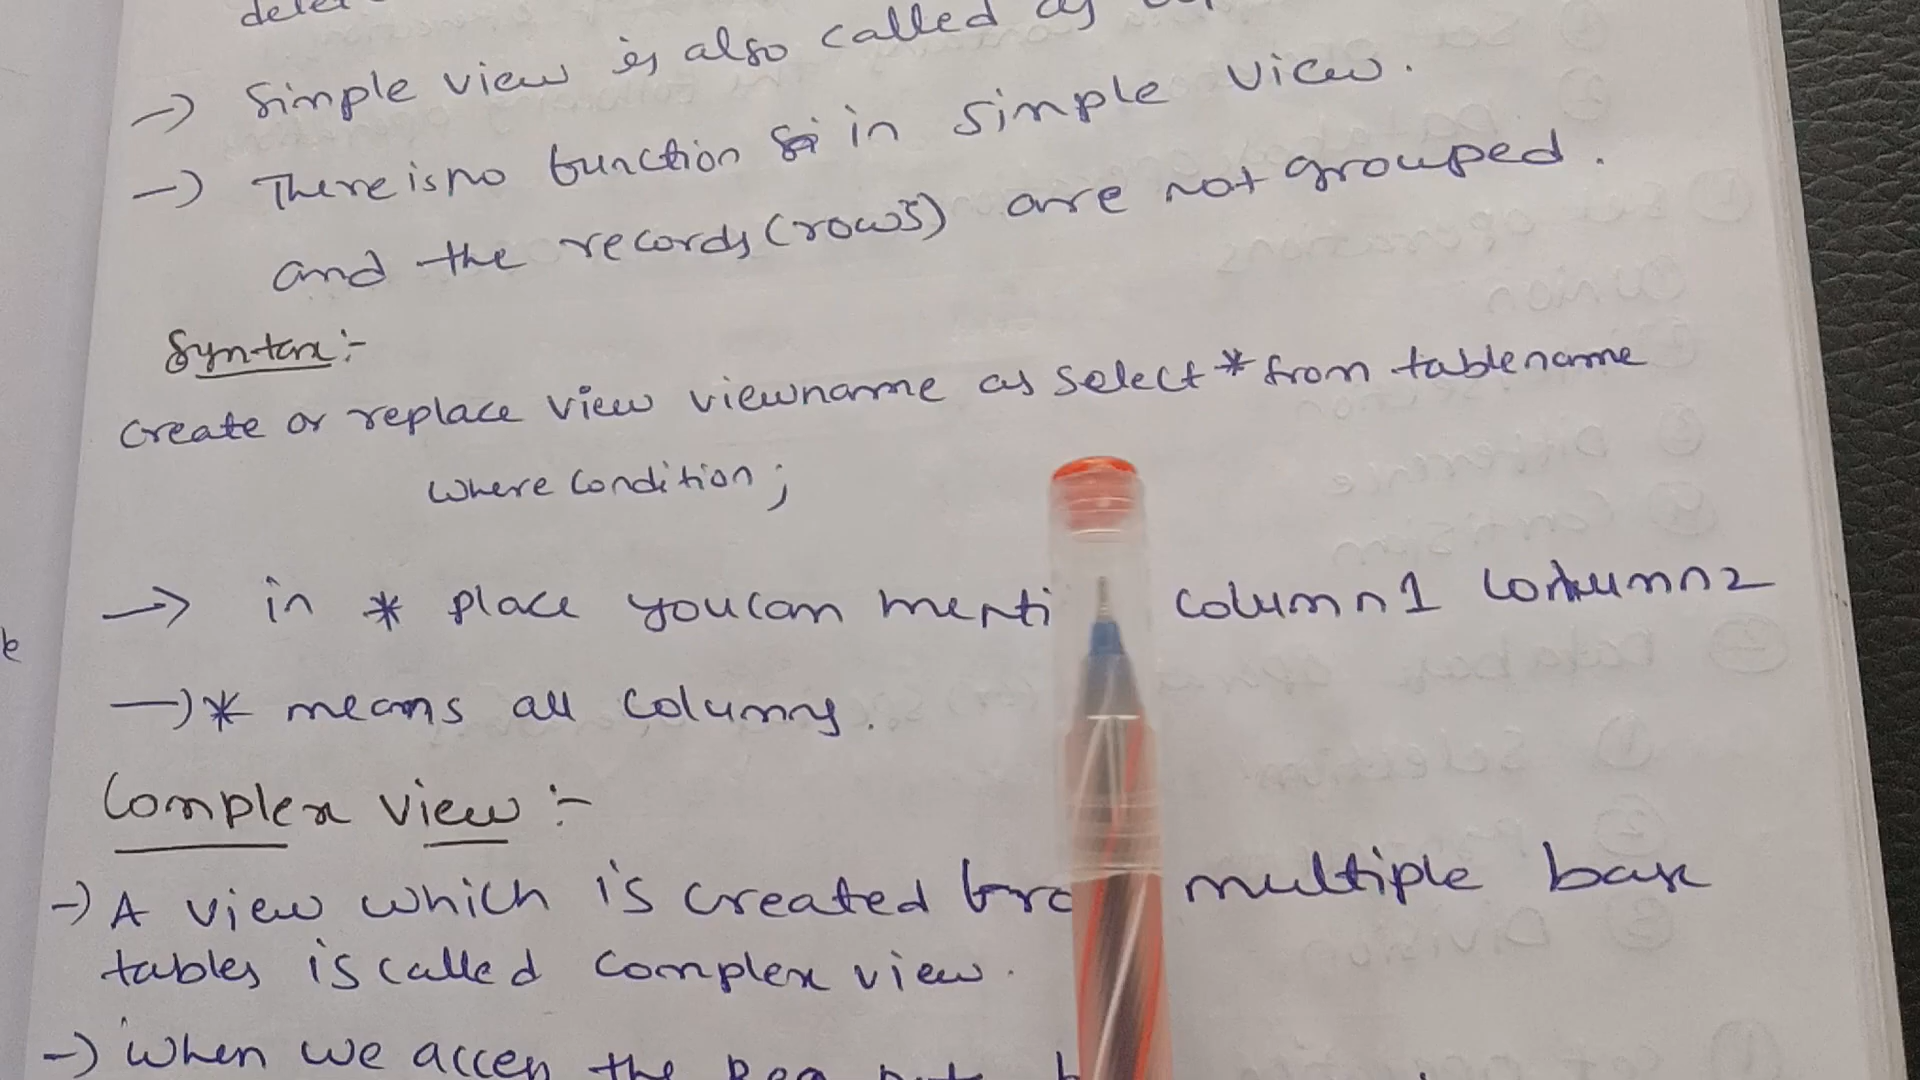 → Simple view is also called as
→ There is no function in simple view.
and the records (rows) are not grouped.
Syntax:-
create or replace view viewname as select * from tablename
where condition;
→ in * place you can menti column1 column2
→ * means all columns.
Complex view :-
→ A view which is created fro multiple base
tables is called complex view.
→ When we access the